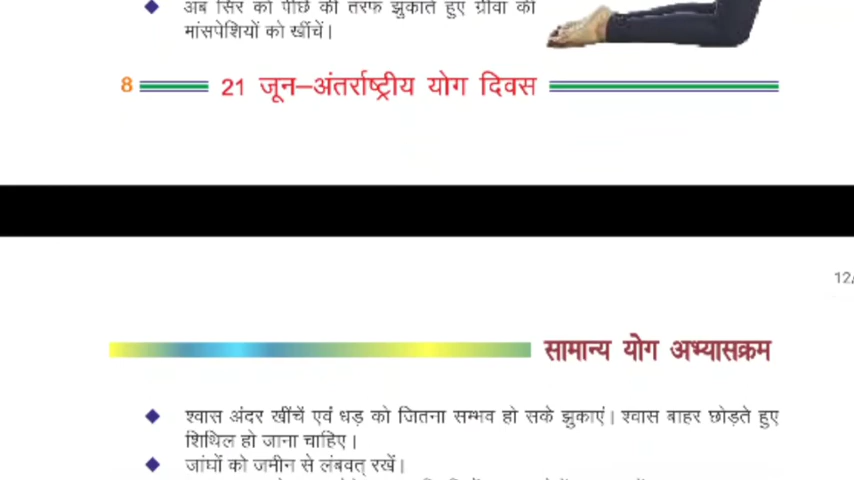 अब सिर को पीछे की तरफ झुकाते हुए ग्रीवा की
मांसपेशियों को खींचें।
8 21 जून–अंतर्राष्ट्रीय योग दिवस
12/
सामान्य योग अभ्यासक्रम
श्वास अंदर खींचें एवं धड़ को जितना सम्भव हो सके झुकाएं। श्वास बाहर छोड़ते हुए
शिथिल हो जाना चाहिए।
जांघों को जमीन से लंबवत् रखें।